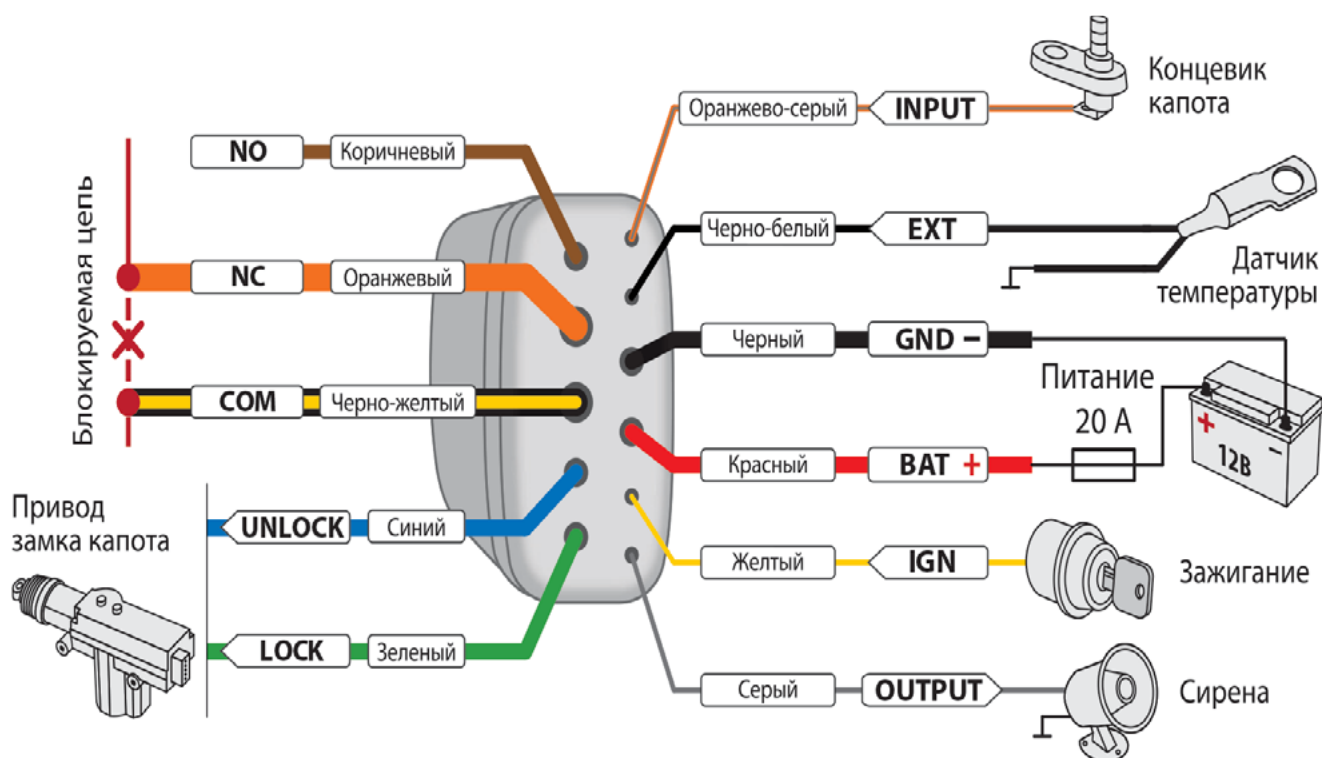 Блокируемая цепь
NO Коричневый
NC Оранжевый
COM Черно-желтый
UNLOCK Синий
LOCK Зеленый
Привод
замка капота
Оранжево-серый INPUT
Концевик
капота
Черно-белый EXT
Датчик
температуры
Черный GND –
Питание
20 А
Красный BAT +
+ –
12В
Желтый IGN
Зажигание
Серый OUTPUT
Сирена